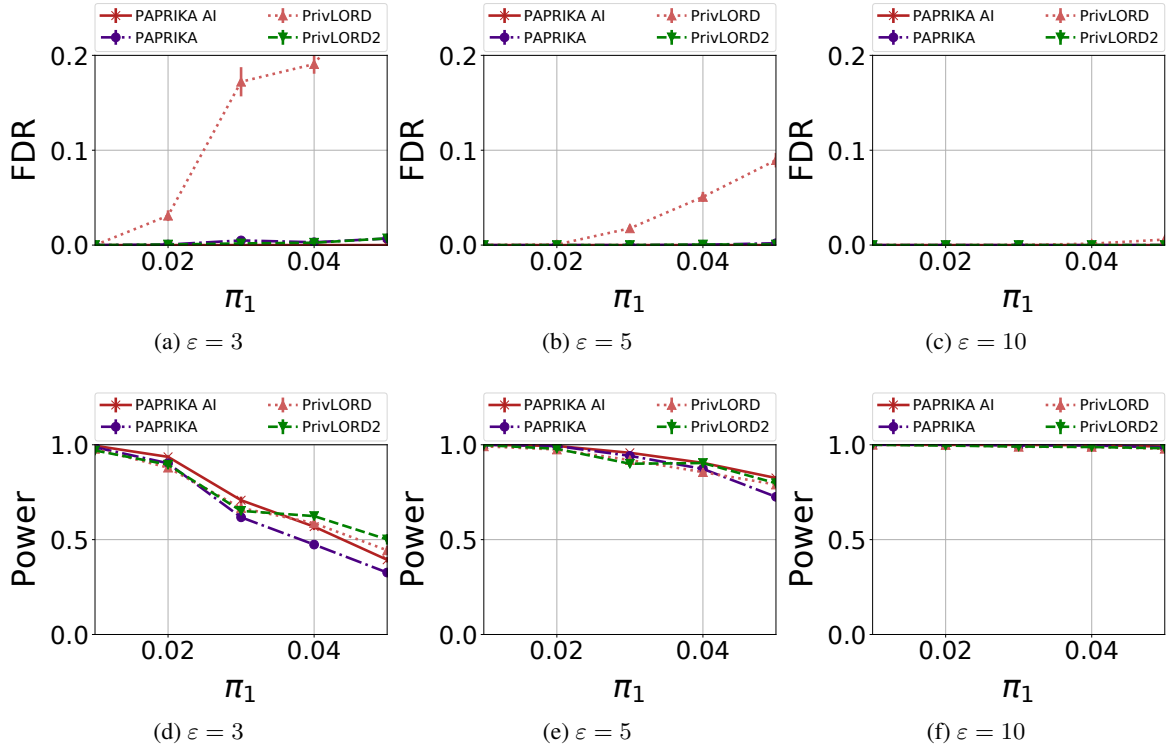 PAPRIKA AI PrivLORD
PAPRIKA PrivLORD2
0.2
0.1
0.0
FDR
0.02 0.04
π₁
(a) ε = 3
PAPRIKA AI PrivLORD
PAPRIKA PrivLORD2
0.2
0.1
0.0
FDR
0.02 0.04
π₁
(b) ε = 5
PAPRIKA AI PrivLORD
PAPRIKA PrivLORD2
0.2
0.1
0.0
FDR
0.02 0.04
π₁
(c) ε = 10
PAPRIKA AI PrivLORD
PAPRIKA PrivLORD2
1.0
0.5
0.0
Power
0.02 0.04
π₁
(d) ε = 3
PAPRIKA AI PrivLORD
PAPRIKA PrivLORD2
1.0
0.5
0.0
Power
0.02 0.04
π₁
(e) ε = 5
PAPRIKA AI PrivLORD
PAPRIKA PrivLORD2
1.0
0.5
0.0
Power
0.02 0.04
π₁
(f) ε = 10